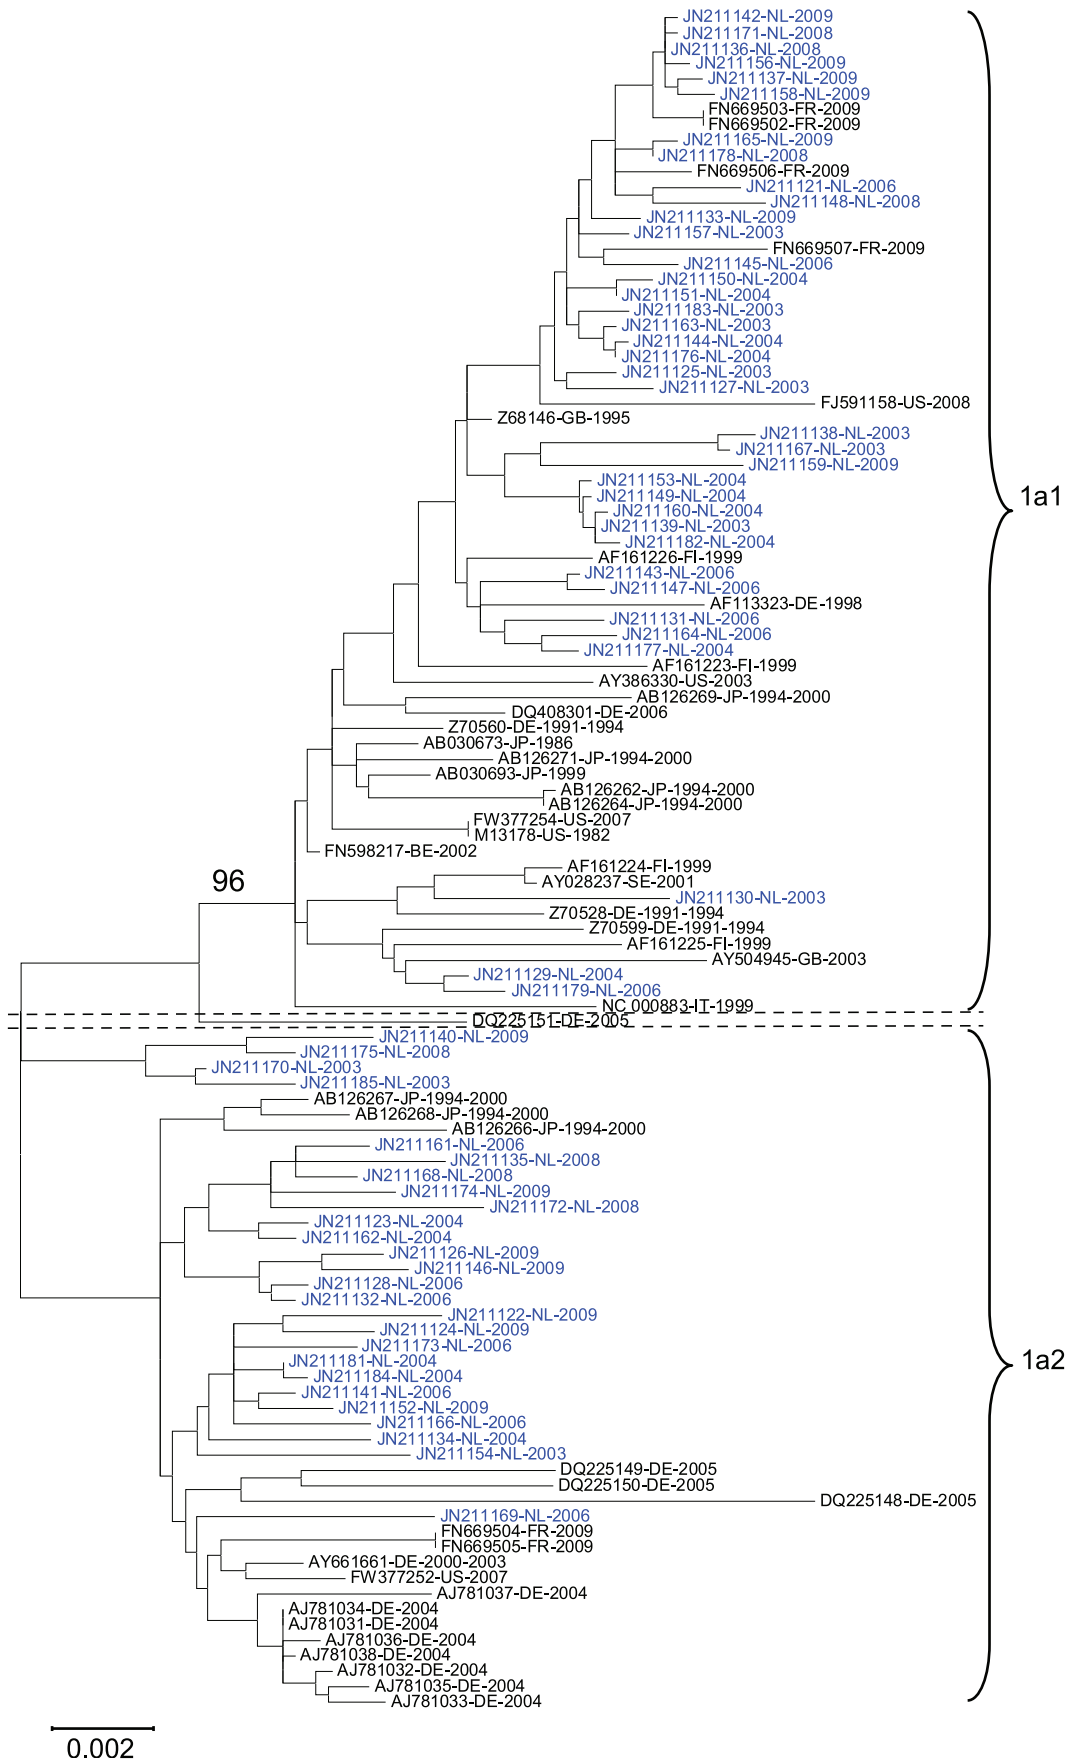 JN211142-NL-2009
JN211171-NL-2008
JN211136-NL-2008
JN211156-NL-2009
JN211137-NL-2009
JN211158-NL-2009
FN669503-FR-2009
FN669502-FR-2009
JN211165-NL-2009
JN211178-NL-2008
FN669506-FR-2009
JN211121-NL-2006
JN211148-NL-2008
JN211133-NL-2009
JN211157-NL-2003
FN669507-FR-2009
JN211145-NL-2006
JN211150-NL-2004
JN211151-NL-2004
JN211183-NL-2003
JN211163-NL-2003
JN211144-NL-2004
JN211176-NL-2004
JN211125-NL-2003
JN211127-NL-2003
FJ591158-US-2008
Z68146-GB-1995
JN211138-NL-2003
JN211167-NL-2003
JN211159-NL-2009
JN211153-NL-2004
JN211149-NL-2004
1a1
JN211160-NL-2004
JN211139-NL-2003
JN211182-NL-2004
AF161226-FI-1999
JN211143-NL-2006
JN211147-NL-2006
AF113323-DE-1998
JN211131-NL-2006
JN211164-NL-2006
JN211177-NL-2004
AF161223-FI-1999
AY386330-US-2003
AB126269-JP-1994-2000
DQ408301-DE-2006
Z70560-DE-1991-1994
AB030673-JP-1986
AB126271-JP-1994-2000
AB030693-JP-1999
AB126262-JP-1994-2000
AB126264-JP-1994-2000
FW377254-US-2007
M13178-US-1982
FN598217-BE-2002
AF161224-FI-1999
96
AY028237-SE-2001
JN211130-NL-2003
Z70528-DE-1991-1994
Z70599-DE-1991-1994
AF161225-FI-1999
AY504945-GB-2003
JN211129-NL-2004
JN211179-NL-2006
NC 000883-IT-1999
DQ225151-DE-2005
JN211140-NL-2009
JN211175-NL-2008
JN211170-NL-2003
JN211185-NL-2003
AB126267-JP-1994-2000
AB126268-JP-1994-2000
AB126266-JP-1994-2000
JN211161-NL-2006
JN211135-NL-2008
JN211168-NL-2008
JN211174-NL-2009
JN211172-NL-2008
JN211123-NL-2004
JN211162-NL-2004
JN211126-NL-2009
JN211146-NL-2009
JN211128-NL-2006
JN211132-NL-2006
JN211122-NL-2009
JN211124-NL-2009
JN211173-NL-2006
JN211181-NL-2004
1a2
JN211184-NL-2004
JN211141-NL-2006
JN211152-NL-2009
JN211166-NL-2006
JN211134-NL-2004
JN211154-NL-2003
DQ225149-DE-2005
DQ225150-DE-2005
DQ225148-DE-2005
JN211169-NL-2006
FN669504-FR-2009
FN669505-FR-2009
AY661661-DE-2000-2003
FW377252-US-2007
AJ781037-DE-2004
AJ781034-DE-2004
AJ781031-DE-2004
AJ781036-DE-2004
AJ781038-DE-2004
AJ781032-DE-2004
AJ781035-DE-2004
AJ781033-DE-2004
0.002